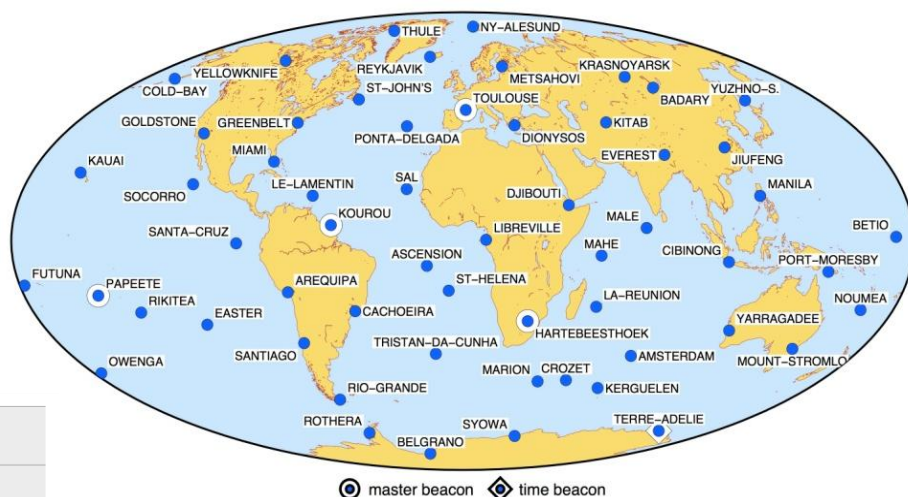 THULE
NY-ALESUND
REYKJAVIK
METSAHOVI
KRASNOYARSK
YELLOWKNIFE
COLD-BAY
ST-JOHN'S
TOULOUSE
BADARY
YUZHNO-S.
GOLDSTONE
GREENBELT
PONTA-DELGADA
DIONYSOS
KITAB
MIAMI
EVEREST
JIUFENG
KAUAI
SOCORRO
LE-LAMENTIN
SAL
DJIBOUTI
MANILA
SANTA-CRUZ
KOUROU
LIBREVILLE
MALE
BETIO
ASCENSION
MAHE
CIBINONG
PORT-MORESBY
FUTUNA
PAPEETE
RIKITEA
EASTER
AREQUIPA
ST-HELENA
LA-REUNION
NOUMEA
CACHOEIRA
HARTEBEESTHOEK
YARRAGADEE
SANTIAGO
TRISTAN-DA-CUNHA
AMSTERDAM
MOUNT-STROMLO
OWENGA
MARION
CROZET
KERGUELEN
RIO-GRANDE
ROTHERA
SYOWA
TERRE-ADELIE
BELGRANO
master beacon
time beacon